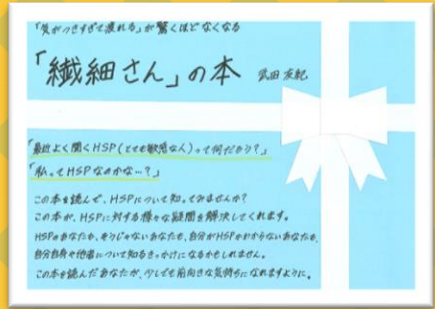 「気がつきすぎて疲れる」が驚くほどなくなる
「繊細さん」の本 武田友紀
「最近よく聞くHSP(とても敏感な人)って何だろう?」
「私ってHSPなのかな…?」
この本を読んで、HSPについて知ってみませんか?
この本が、HSPに対する様々な疑問を解決してくれます。
HSPのあなたも、そうじゃないあなたも、自分がHSPかわからないあなたも、
自分自身や他者について知るきっかけになるかもしれません。
この本を読んだあなたが、少しでも前向きな気持ちになれますように。